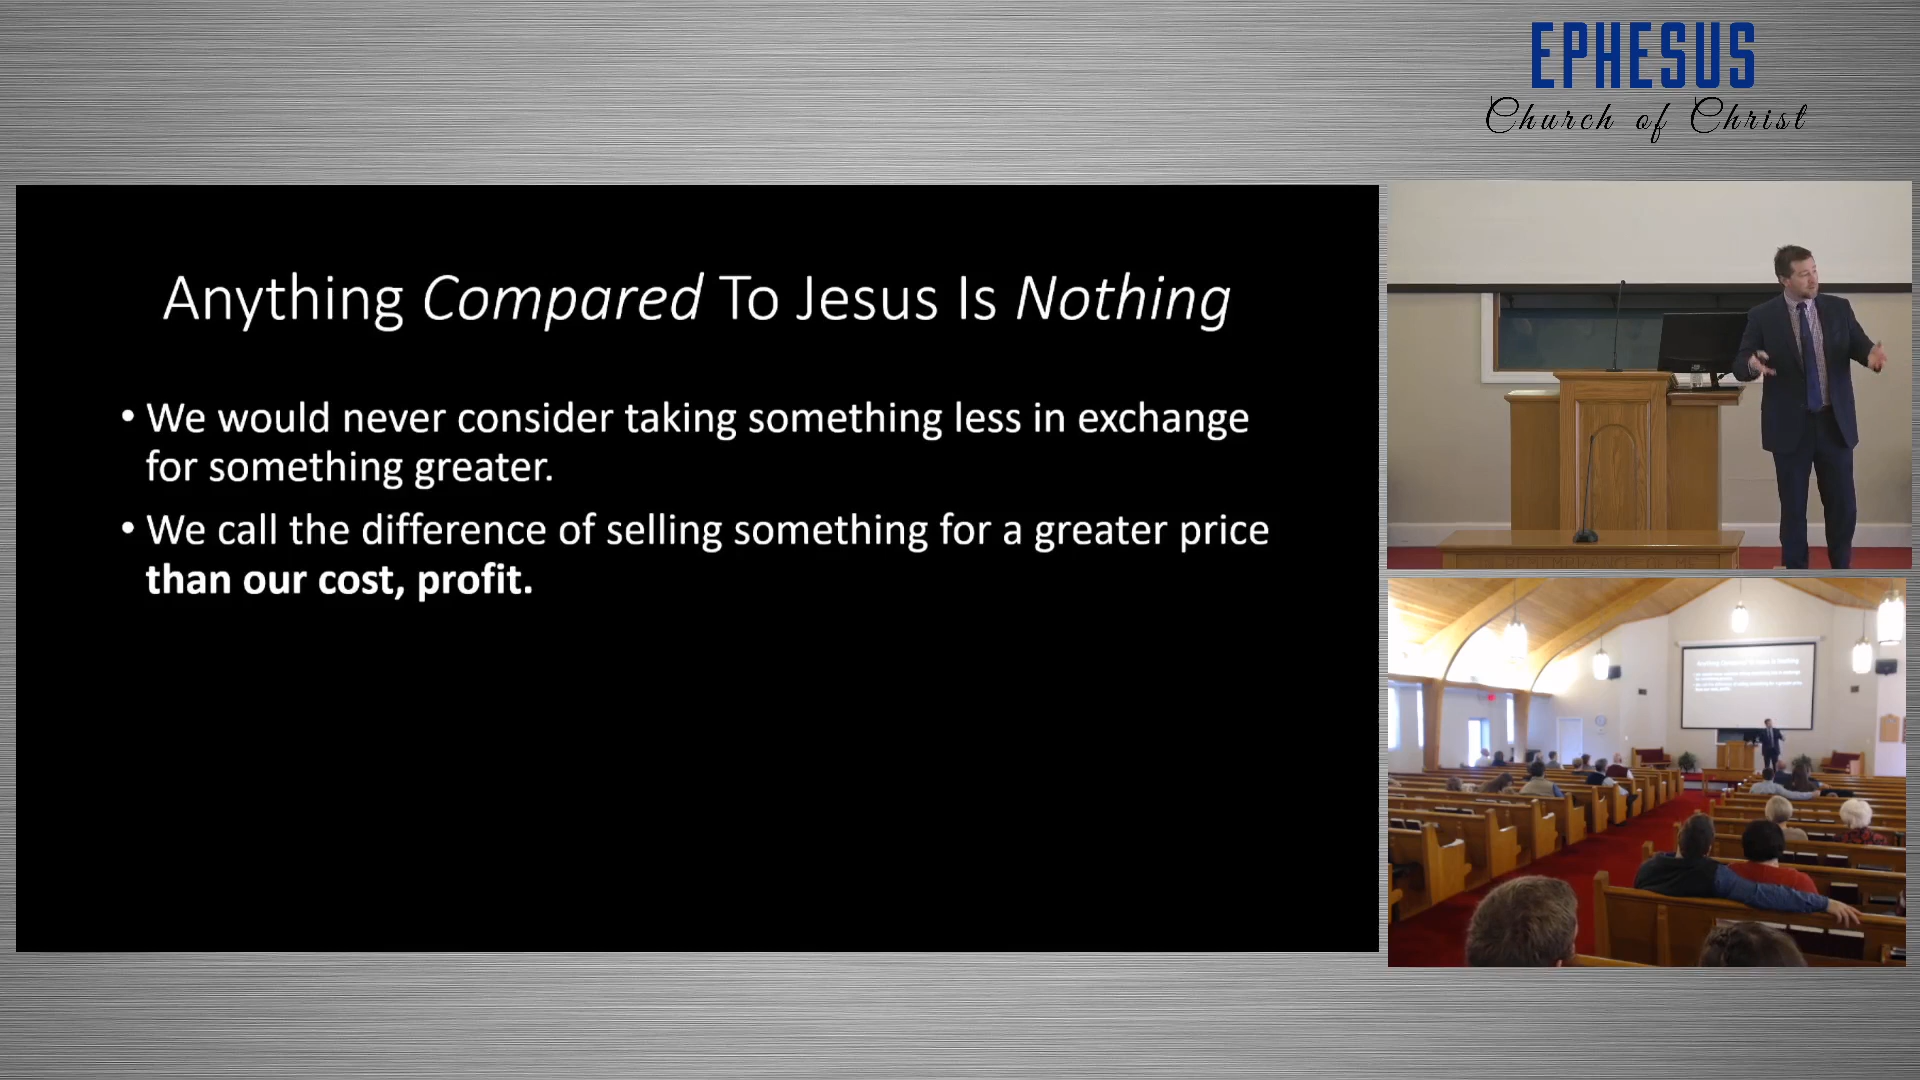 EPHESUS
Church of Christ
Anything Compared To Jesus Is Nothing
• We would never consider taking something less in exchange
for something greater.
• We call the difference of selling something for a greater price
than our cost, profit.